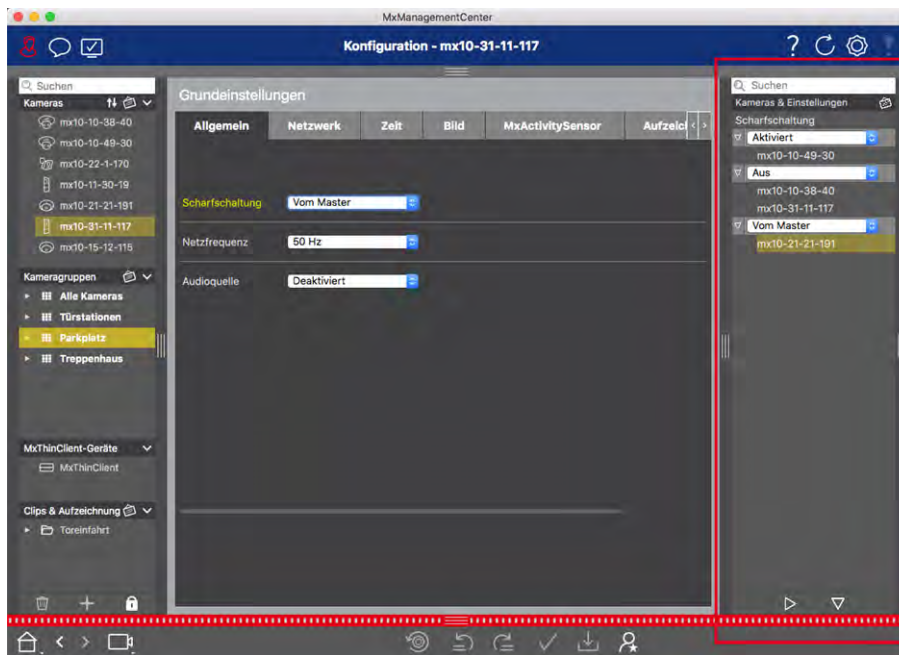 MxManagementCenter
Konfiguration - mx10-31-11-117
?
Suchen
Kameras
mx10-10-38-40
mx10-10-49-30
mx10-22-1-170
mx10-11-30-19
mx10-21-21-191
mx10-31-11-117
mx10-15-12-115
Kameragruppen
Alle Kameras
Türstationen
Parkplatz
Treppenhaus
MxThinClient-Geräte
MxThinClient
Clips & Aufzeichnung
Toreinfahrt
Grundeinstellungen
Allgemein Netzwerk Zeit Bild MxActivitySensor Aufzeicl
Scharfschaltung Vom Master
Netzfrequenz 50 Hz
Audioquelle Deaktiviert
Suchen
Kameras & Einstellungen
Scharfschaltung
Aktiviert
mx10-10-49-30
Aus
mx10-10-38-40
mx10-31-11-117
Vom Master
mx10-21-21-191